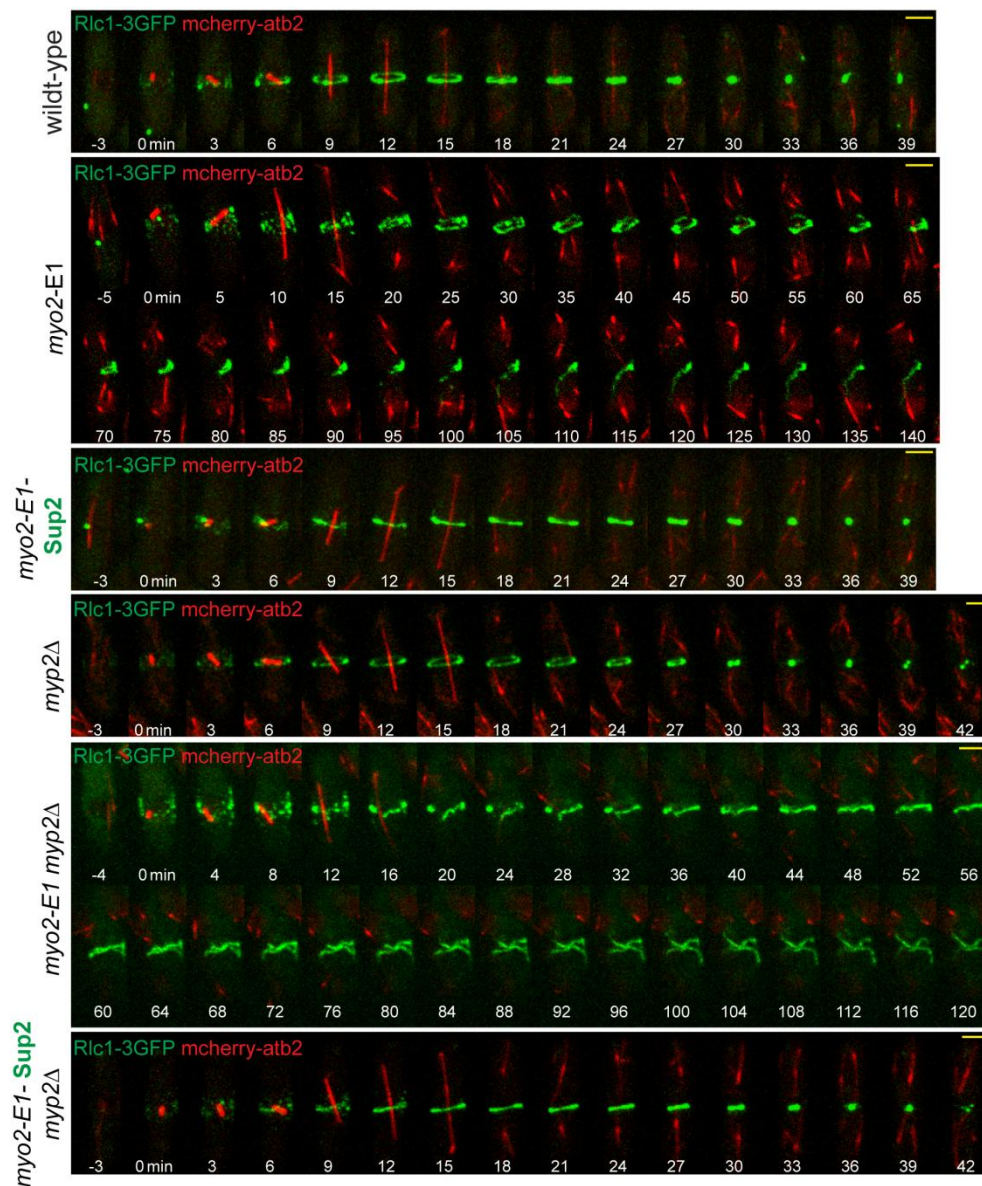 wildt-ype
Rlc1-3GFP mcherry-atb2
-3 0 min 3 6 9 12 15 18 21 24 27 30 33 36 39
myo2-E1
Rlc1-3GFP mcherry-atb2
-5 0 min 5 10 15 20 25 30 35 40 45 50 55 60 65
70 75 80 85 90 95 100 105 110 115 120 125 130 135 140
myo2-E1-
Sup2
Rlc1-3GFP mcherry-atb2
-3 0 min 3 6 9 12 15 18 21 24 27 30 33 36 39
myp2Δ
Rlc1-3GFP mcherry-atb2
-3 0 min 3 6 9 12 15 18 21 24 27 30 33 36 39 42
myo2-E1 myp2Δ
Rlc1-3GFP mcherry-atb2
-4 0 min 4 8 12 16 20 24 28 32 36 40 44 48 52 56
60 64 68 72 76 80 84 88 92 96 100 104 108 112 116 120
myo2-E1- Sup2
myp2Δ
Rlc1-3GFP mcherry-atb2
-3 0 min 3 6 9 12 15 18 21 24 27 30 33 36 39 42